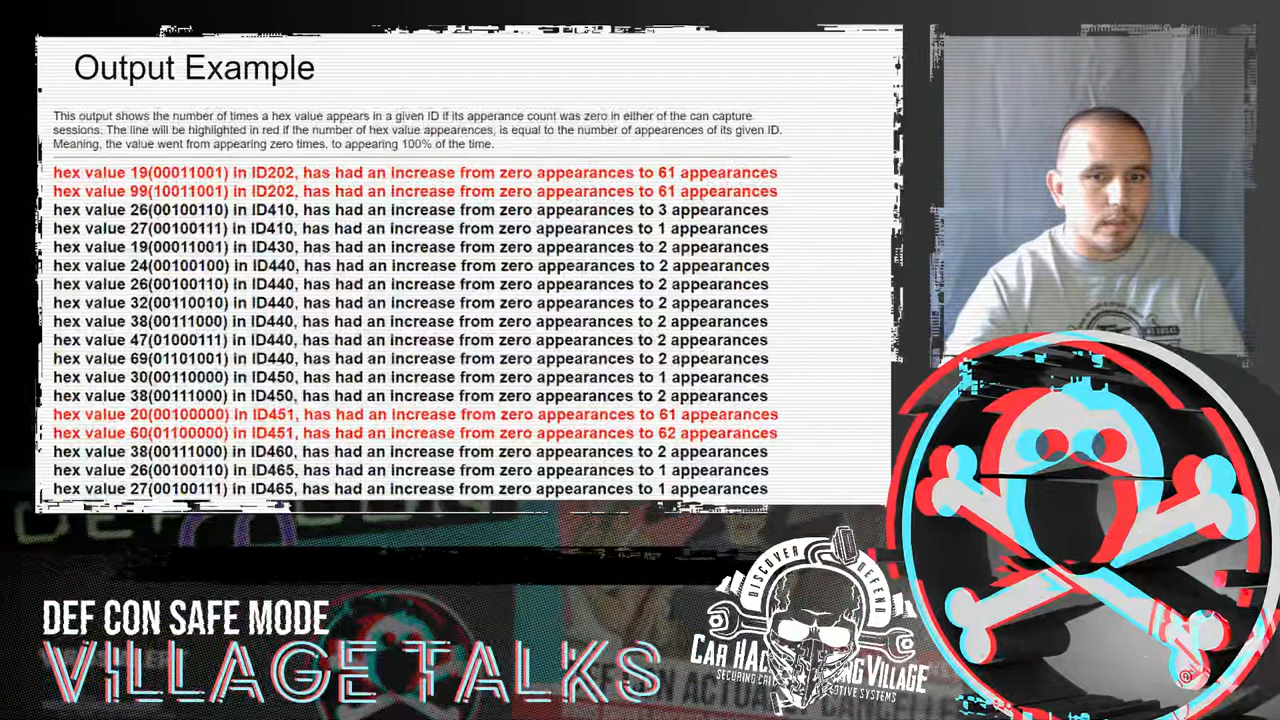 Output Example
This output shows the number of times a hex value appears in a given ID if its apperance count was zero in either of the can capture
sessions. The line will be highlighted in red if the number of hex value appearences, is equal to the number of appearences of its given ID.
Meaning, the value went from appearing zero times, to appearing 100% of the time.
hex value 19(00011001) in ID202, has had an increase from zero appearances to 61 appearances
hex value 99(10011001) in ID202, has had an increase from zero appearances to 61 appearances
hex value 26(00100110) in ID410, has had an increase from zero appearances to 3 appearances
hex value 27(00100111) in ID410, has had an increase from zero appearances to 1 appearances
hex value 19(00011001) in ID430, has had an increase from zero appearances to 2 appearances
hex value 24(00100100) in ID440, has had an increase from zero appearances to 2 appearances
hex value 26(00100110) in ID440, has had an increase from zero appearances to 2 appearances
hex value 32(00110010) in ID440, has had an increase from zero appearances to 2 appearances
hex value 38(00111000) in ID440, has had an increase from zero appearances to 2 appearances
hex value 47(01000111) in ID440, has had an increase from zero appearances to 2 appearances
hex value 69(01101001) in ID440, has had an increase from zero appearances to 2 appearances
hex value 30(00110000) in ID450, has had an increase from zero appearances to 1 appearances
hex value 38(00111000) in ID450, has had an increase from zero appearances to 2 appearances
hex value 20(00100000) in ID451, has had an increase from zero appearances to 61 appearances
hex value 60(01100000) in ID451, has had an increase from zero appearances to 62 appearances
hex value 38(00111000) in ID460, has had an increase from zero appearances to 2 appearances
hex value 26(00100110) in ID465, has had an increase from zero appearances to 1 appearances
hex value 27(00100111) in ID465, has had an increase from zero appearances to 1 appearances
DEF CON SAFE MODE
VILLAGE TALKS
DISCOVER DEFEND
CAR HAC NG VILLAGE
SECURING
®